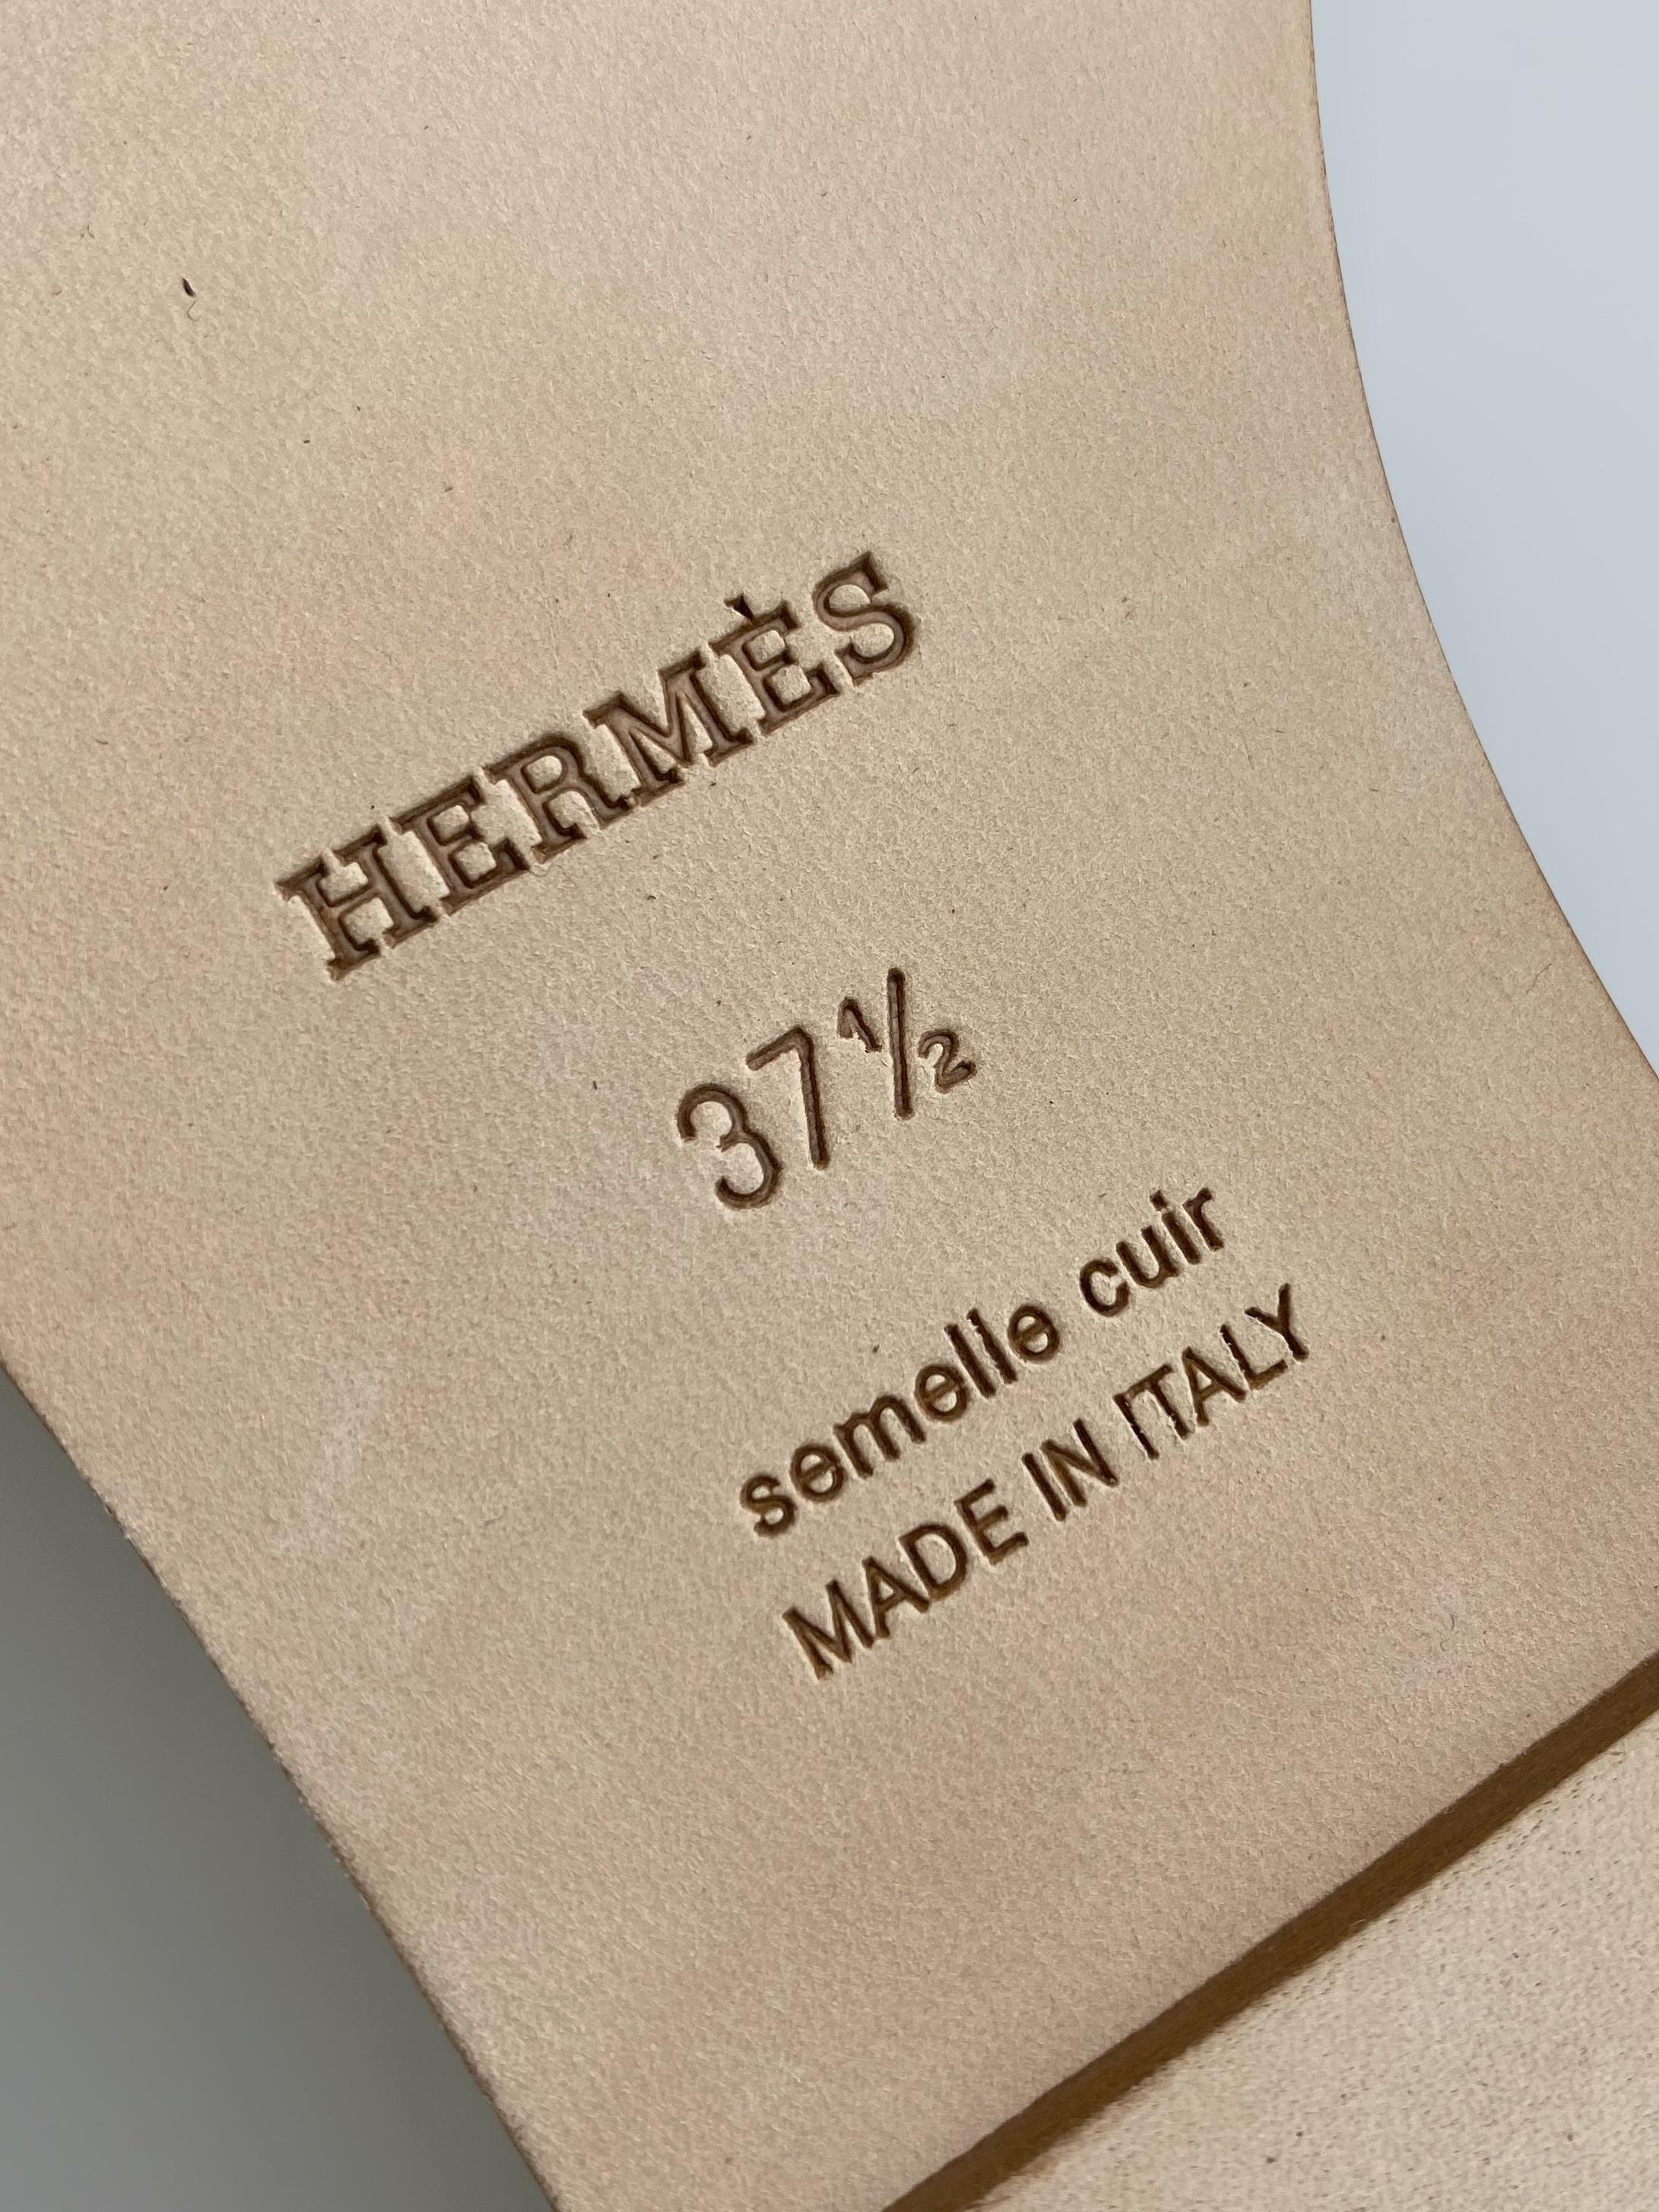 HERMÈS
37½
semelle cuir
MADE IN ITALY